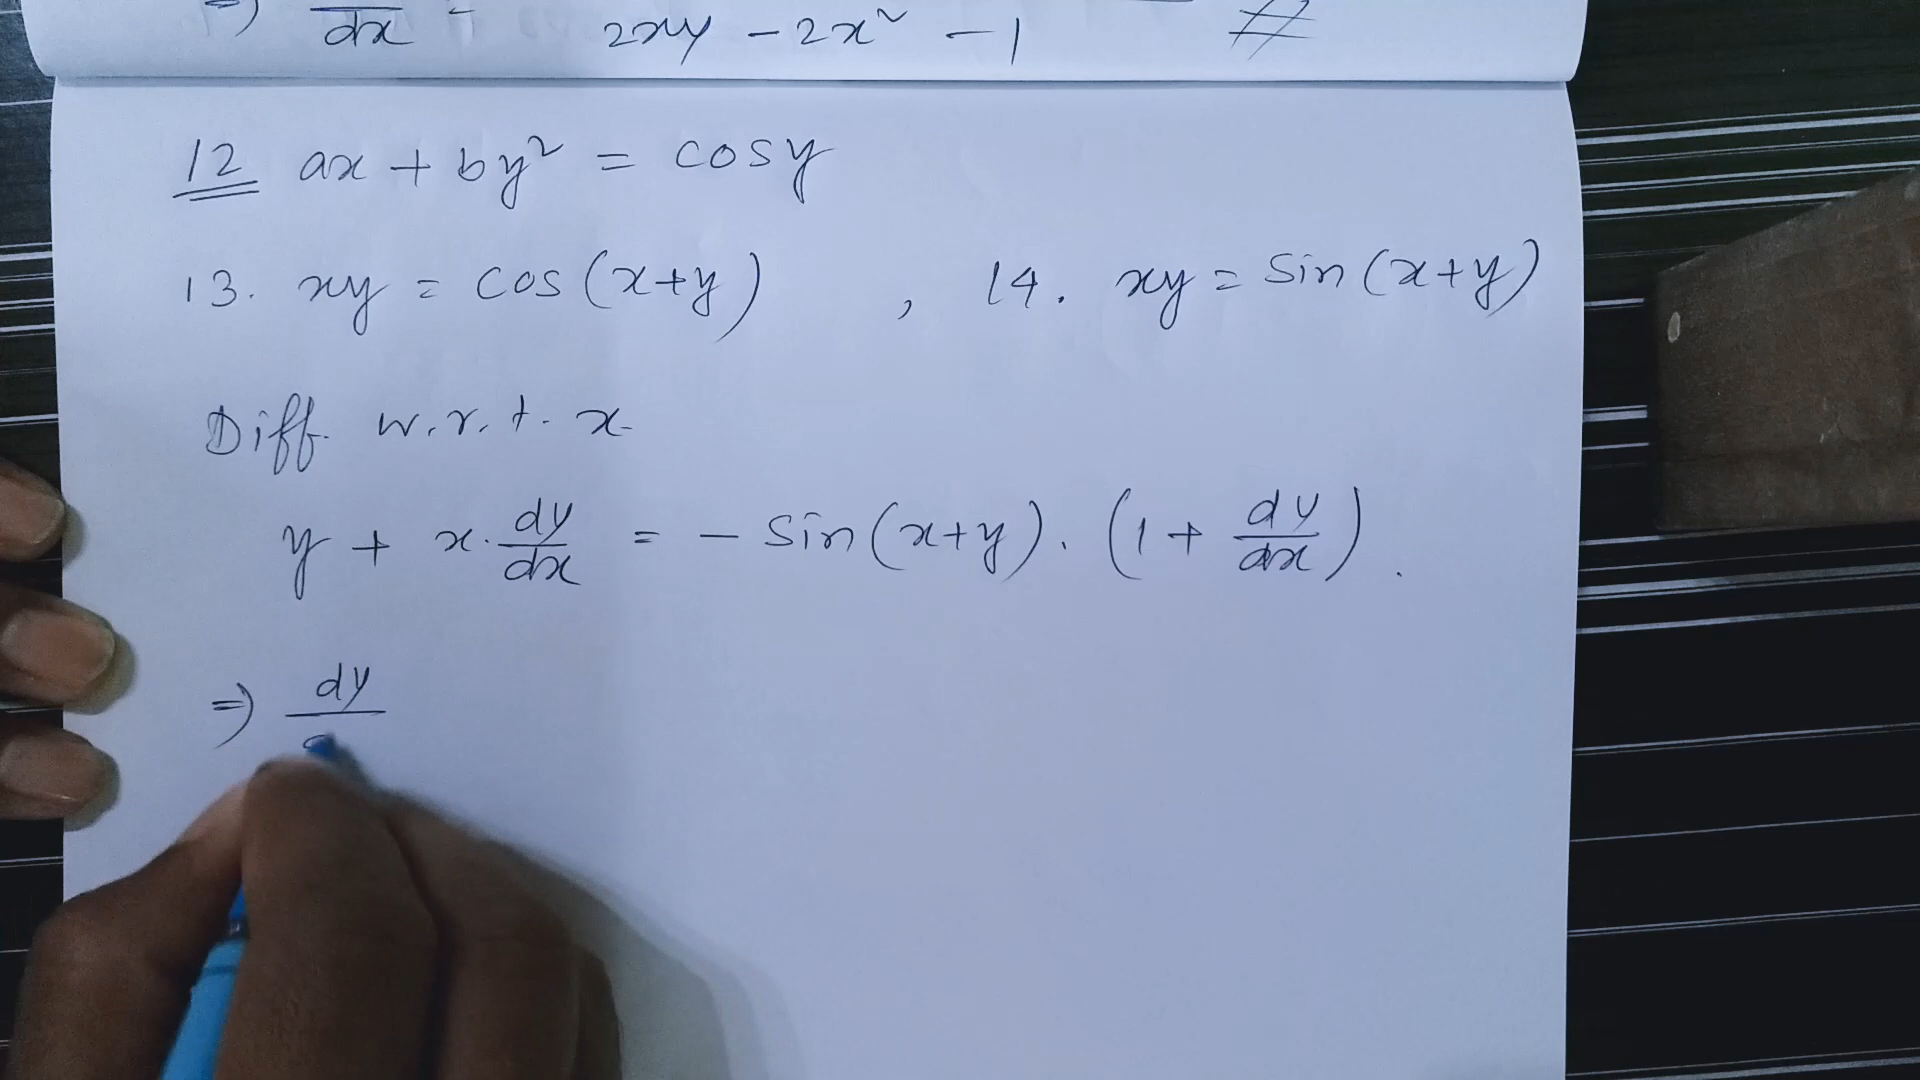 ⇒ dx = 2xy - 2x² - 1
12 ax + by² = cosy
13. xy = cos(x+y) , 14. xy = sin(x+y)
Diff. w.r.t. x.
y + x. dy/dx = - sin(x+y). (1 + dy/dx).
⇒ dy